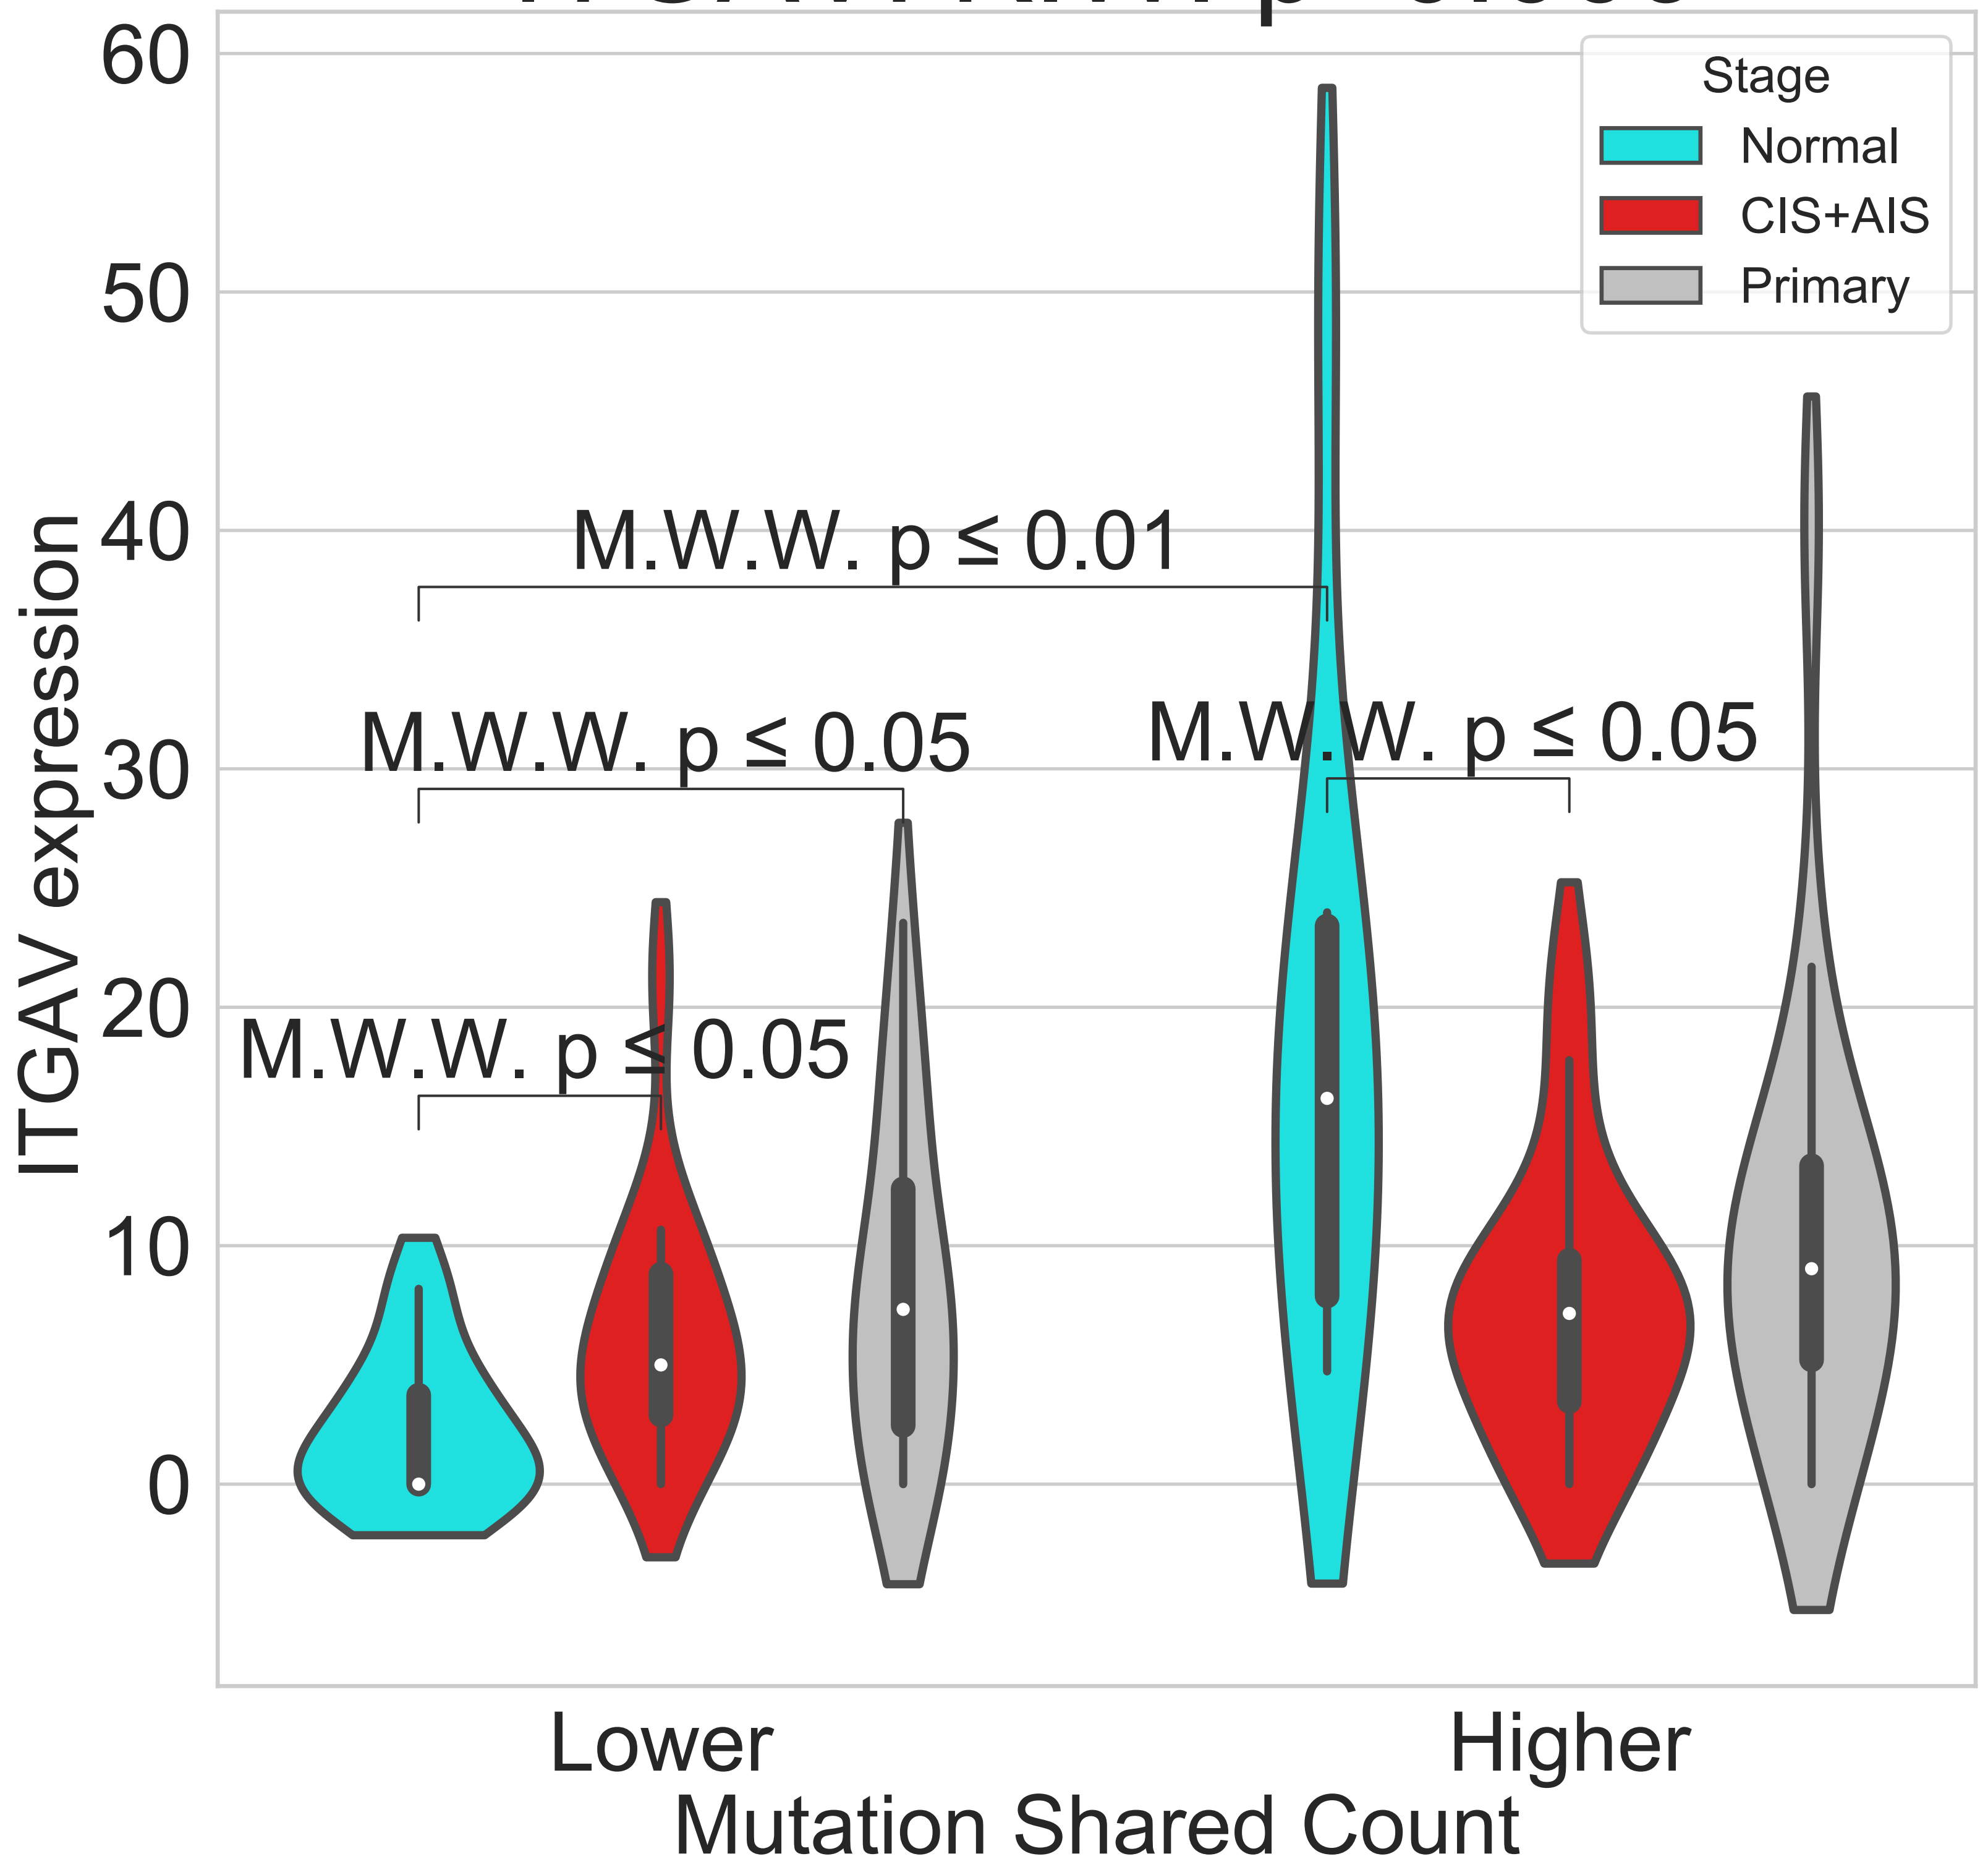 60
50
40
30
20
10
0
ITGAV expression
Stage
Normal
CIS+AIS
Primary
M.W.W. p ≤ 0.01
M.W.W. p ≤ 0.05
M.W.W. p ≤ 0.05
M.W.W. p ≤ 0.05
Lower
Higher
Mutation Shared Count